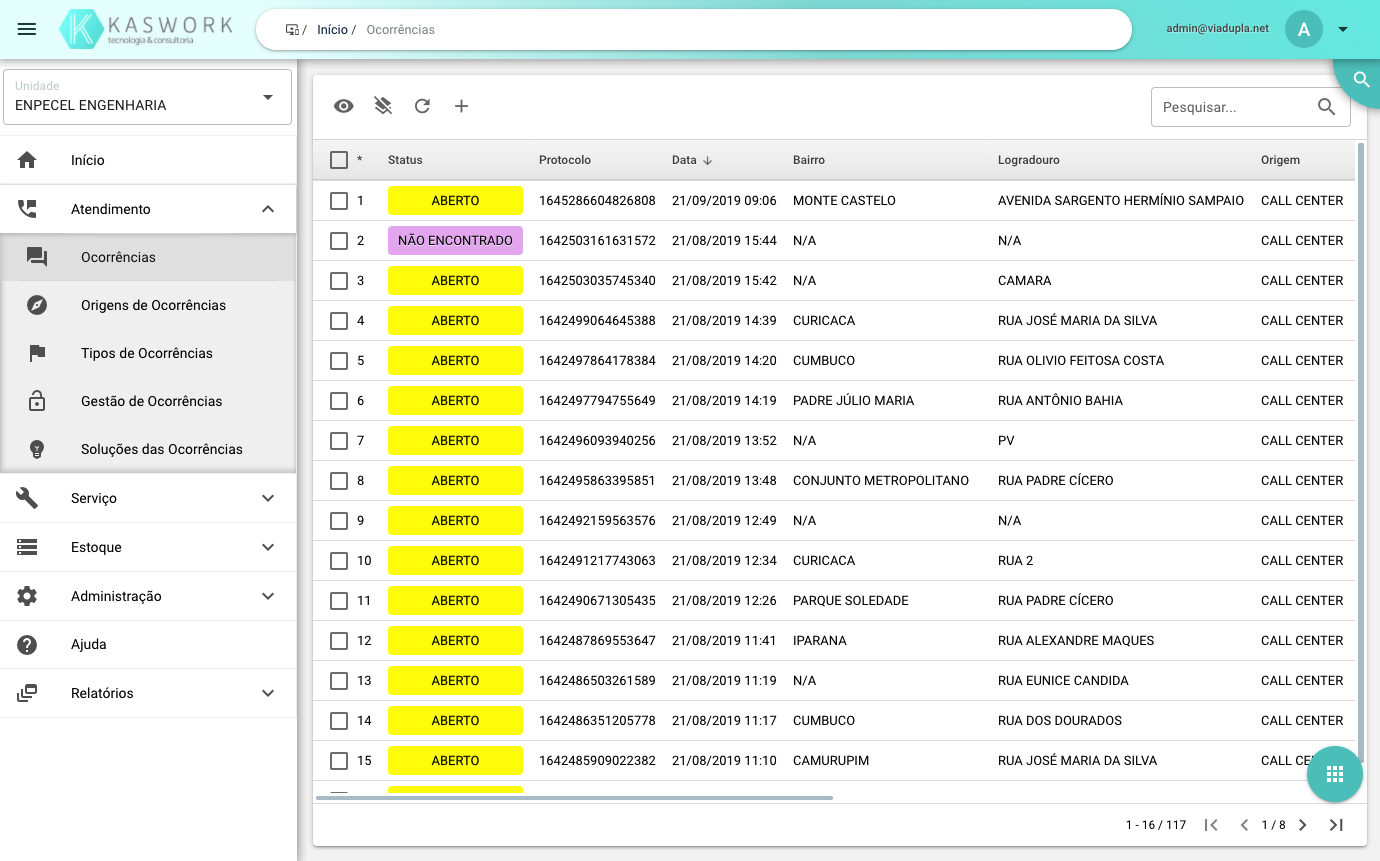 KASWORK
tecnologia & consultoria
/ Início / Ocorrências
admin@viadupla.net
A
Unidade
ENPECEL ENGENHARIA
Início
Atendimento
Ocorrências
Origens de Ocorrências
Tipos de Ocorrências
Gestão de Ocorrências
Soluções das Ocorrências
Serviço
Estoque
Administração
Ajuda
Relatórios
Pesquisar...
* Status Protocolo Data Bairro Logradouro Origem
1 ABERTO 1645286604826808 21/09/2019 09:06 MONTE CASTELO AVENIDA SARGENTO HERMÍNIO SAMPAIO CALL CENTER
2 NÃO ENCONTRADO 1642503161631572 21/08/2019 15:44 N/A N/A CALL CENTER
3 ABERTO 1642503035745340 21/08/2019 15:42 N/A CAMARA CALL CENTER
4 ABERTO 1642499064645388 21/08/2019 14:39 CURICACA RUA JOSÉ MARIA DA SILVA CALL CENTER
5 ABERTO 1642497864178384 21/08/2019 14:20 CUMBUCO RUA OLIVIO FEITOSA COSTA CALL CENTER
6 ABERTO 1642497794755649 21/08/2019 14:19 PADRE JÚLIO MARIA RUA ANTÔNIO BAHIA CALL CENTER
7 ABERTO 1642496093940256 21/08/2019 13:52 N/A PV CALL CENTER
8 ABERTO 1642495863395851 21/08/2019 13:48 CONJUNTO METROPOLITANO RUA PADRE CÍCERO CALL CENTER
9 ABERTO 1642492159563576 21/08/2019 12:49 N/A N/A CALL CENTER
10 ABERTO 1642491217743063 21/08/2019 12:34 CURICACA RUA 2 CALL CENTER
11 ABERTO 1642490671305435 21/08/2019 12:26 PARQUE SOLEDADE RUA PADRE CÍCERO CALL CENTER
12 ABERTO 1642487869553647 21/08/2019 11:41 IPARANA RUA ALEXANDRE MAQUES CALL CENTER
13 ABERTO 1642486503261589 21/08/2019 11:19 N/A RUA EUNICE CANDIDA CALL CENTER
14 ABERTO 1642486351205778 21/08/2019 11:17 CUMBUCO RUA DOS DOURADOS CALL CENTER
15 ABERTO 1642485909022382 21/08/2019 11:10 CAMURUPIM RUA JOSÉ MARIA DA SILVA CALL
1 - 16 / 117 1 / 8